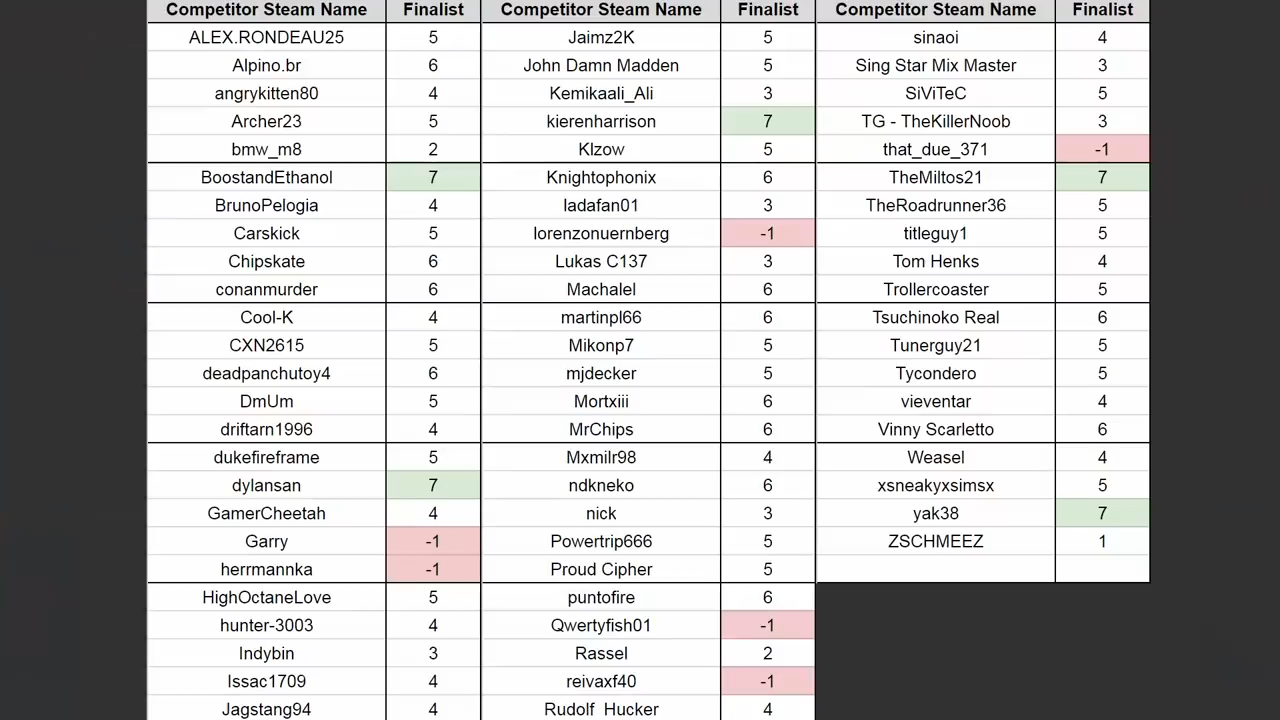 Competitor Steam Name Finalist Competitor Steam Name Finalist Competitor Steam Name Finalist
ALEX.RONDEAU25 5 Jaimz2K 5 sinaoi 4
Alpino.br 6 John Damn Madden 5 Sing Star Mix Master 3
angrykitten80 4 Kemikaali_Ali 3 SiViTeC 5
Archer23 5 kierenharrison 7 TG - TheKillerNoob 3
bmw_m8 2 Klzow 5 that_due_371 -1
BoostandEthanol 7 Knightophonix 6 TheMiltos21 7
BrunoPelogia 4 ladafan01 3 TheRoadrunner36 5
Carskick 5 lorenzonuernberg -1 titleguy1 5
Chipskate 6 Lukas C137 3 Tom Henks 4
conanmurder 6 Machalel 6 Trollercoaster 5
Cool-K 4 martinpl66 6 Tsuchinoko Real 6
CXN2615 5 Mikonp7 5 Tunerguy21 5
deadpanchutoy4 6 mjdecker 5 Tycondero 5
DmUm 5 Mortxiii 6 vieventar 4
driftarn1996 4 MrChips 6 Vinny Scarletto 6
dukefireframe 5 Mxmilr98 4 Weasel 4
dylansan 7 ndkneko 6 xsneakyxsimsx 5
GamerCheetah 4 nick 3 yak38 7
Garry -1 Powertrip666 5 ZSCHMEEZ 1
herrmannka -1 Proud Cipher 5
HighOctaneLove 5 puntofire 6
hunter-3003 4 Qwertyfish01 -1
Indybin 3 Rassel 2
Issac1709 4 reivaxf40 -1
Jagstang94 4 Rudolf Hucker 4